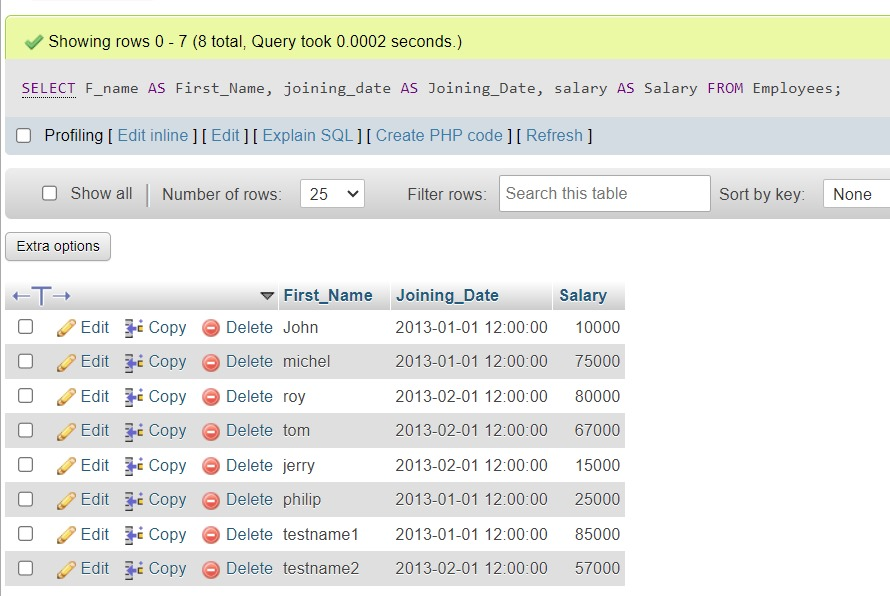 Showing rows 0 - 7 (8 total, Query took 0.0002 seconds.)
SELECT F_name AS First_Name, joining_date AS Joining_Date, salary AS Salary FROM Employees;
Profiling [ Edit inline ] [ Edit ] [ Explain SQL ] [ Create PHP code ] [ Refresh ]
Show all Number of rows: 25 Filter rows: Search this table Sort by key: None
Extra options
←T→ First_Name Joining_Date Salary
Edit Copy Delete John 2013-01-01 12:00:00 10000
Edit Copy Delete michel 2013-01-01 12:00:00 75000
Edit Copy Delete roy 2013-02-01 12:00:00 80000
Edit Copy Delete tom 2013-02-01 12:00:00 67000
Edit Copy Delete jerry 2013-02-01 12:00:00 15000
Edit Copy Delete philip 2013-01-01 12:00:00 25000
Edit Copy Delete testname1 2013-01-01 12:00:00 85000
Edit Copy Delete testname2 2013-02-01 12:00:00 57000